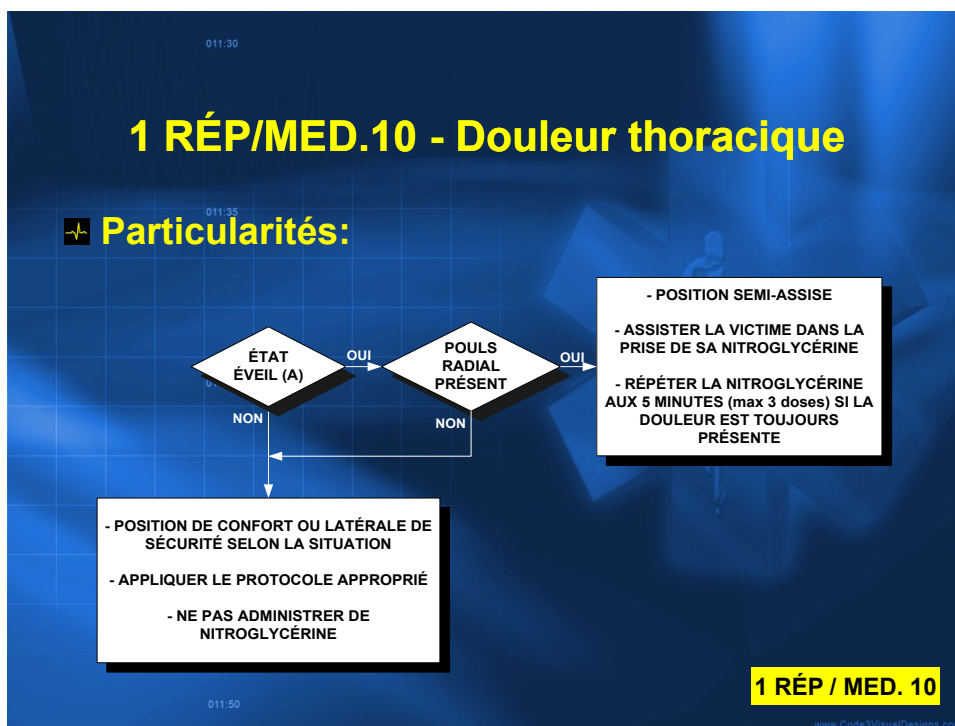 011:30
1 RÉP/MED.10 - Douleur thoracique
011:35
Particularités:
ÉTAT
ÉVEIL (A)
OUI
NON
POULS
RADIAL
PRÉSENT
OUI
NON
- POSITION SEMI-ASSISE
- ASSISTER LA VICTIME DANS LA
PRISE DE SA NITROGLYCÉRINE
- RÉPÉTER LA NITROGLYCÉRINE
AUX 5 MINUTES (max 3 doses) SI LA
DOULEUR EST TOUJOURS
PRÉSENTE
- POSITION DE CONFORT OU LATÉRALE DE
SÉCURITÉ SELON LA SITUATION
- APPLIQUER LE PROTOCOLE APPROPRIÉ
- NE PAS ADMINISTRER DE
NITROGLYCÉRINE
1 RÉP / MED. 10
011:50
www.Code3VisualDesigns.co